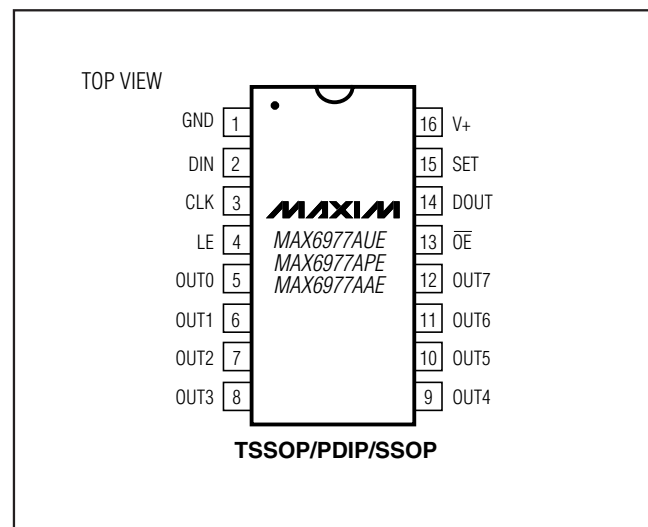 TOP VIEW
GND 1
DIN 2
CLK 3
LE 4
OUT0 5
OUT1 6
OUT2 7
OUT3 8
MAXIM
MAX6977AUE
MAX6977APE
MAX6977AAE
16 V+
15 SET
14 DOUT
13 O̅E̅
12 OUT7
11 OUT6
10 OUT5
9 OUT4
TSSOP/PDIP/SSOP